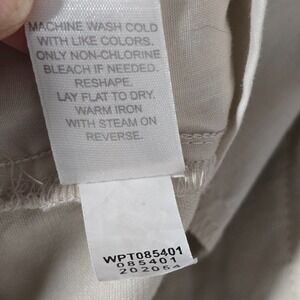 MACHINE WASH COLD
WITH LIKE COLORS.
ONLY NON-CHLORINE
BLEACH IF NEEDED.
RESHAPE.
LAY FLAT TO DRY.
WARM IRON
WITH STEAM ON
REVERSE.
WPT085401
085401
202054